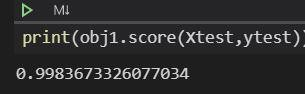 M↓
print(obj1.score(Xtest,ytest))
0.9983673326077034